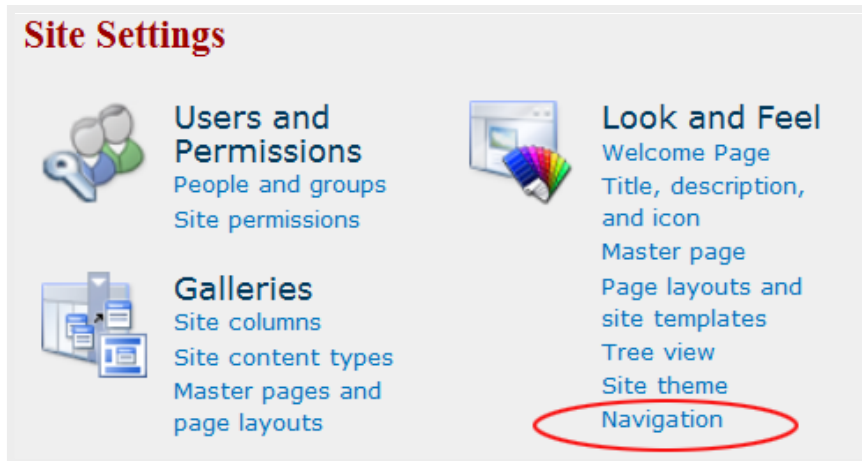 Site Settings
Users and
Permissions
People and groups
Site permissions
Galleries
Site columns
Site content types
Master pages and
page layouts
Look and Feel
Welcome Page
Title, description,
and icon
Master page
Page layouts and
site templates
Tree view
Site theme
Navigation